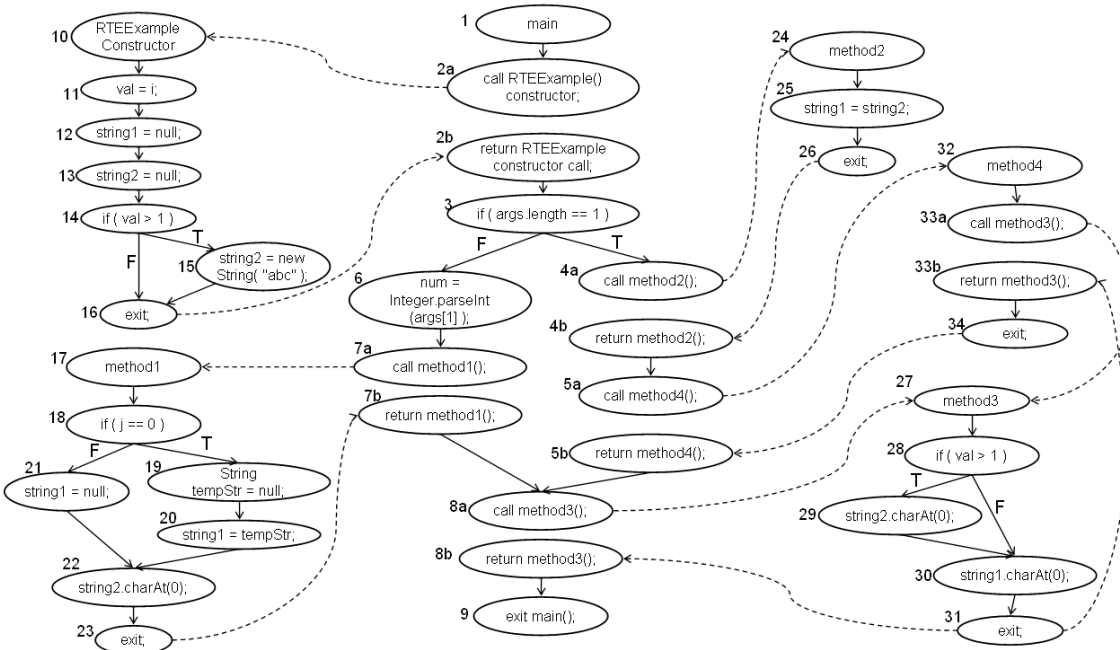 1
main
2a
call RTEExample()
constructor;
2b
return RTEExample
constructor call;
3
if ( args.length == 1 )
F
T
6
num =
Integer.parseInt
(args[1] );
7a
call method1();
7b
return method1();
4a
call method2();
4b
return method2();
5a
call method4();
5b
return method4();
8a
call method3();
8b
return method3();
9
exit main();
10
RTEExample
Constructor
11
val = i;
12
string1 = null;
13
string2 = null;
14
if ( val > 1 )
T
F
15
string2 = new
String( "abc" );
16
exit;
17
method1
18
if ( j == 0 )
F
T
21
string1 = null;
19
String
tempStr = null;
20
string1 = tempStr;
22
string2.charAt(0);
23
exit;
24
method2
25
string1 = string2;
26
exit;
32
method4
33a
call method3();
33b
return method3();
34
exit;
27
method3
28
if ( val > 1 )
T
F
29
string2.charAt(0);
30
string1.charAt(0);
31
exit;